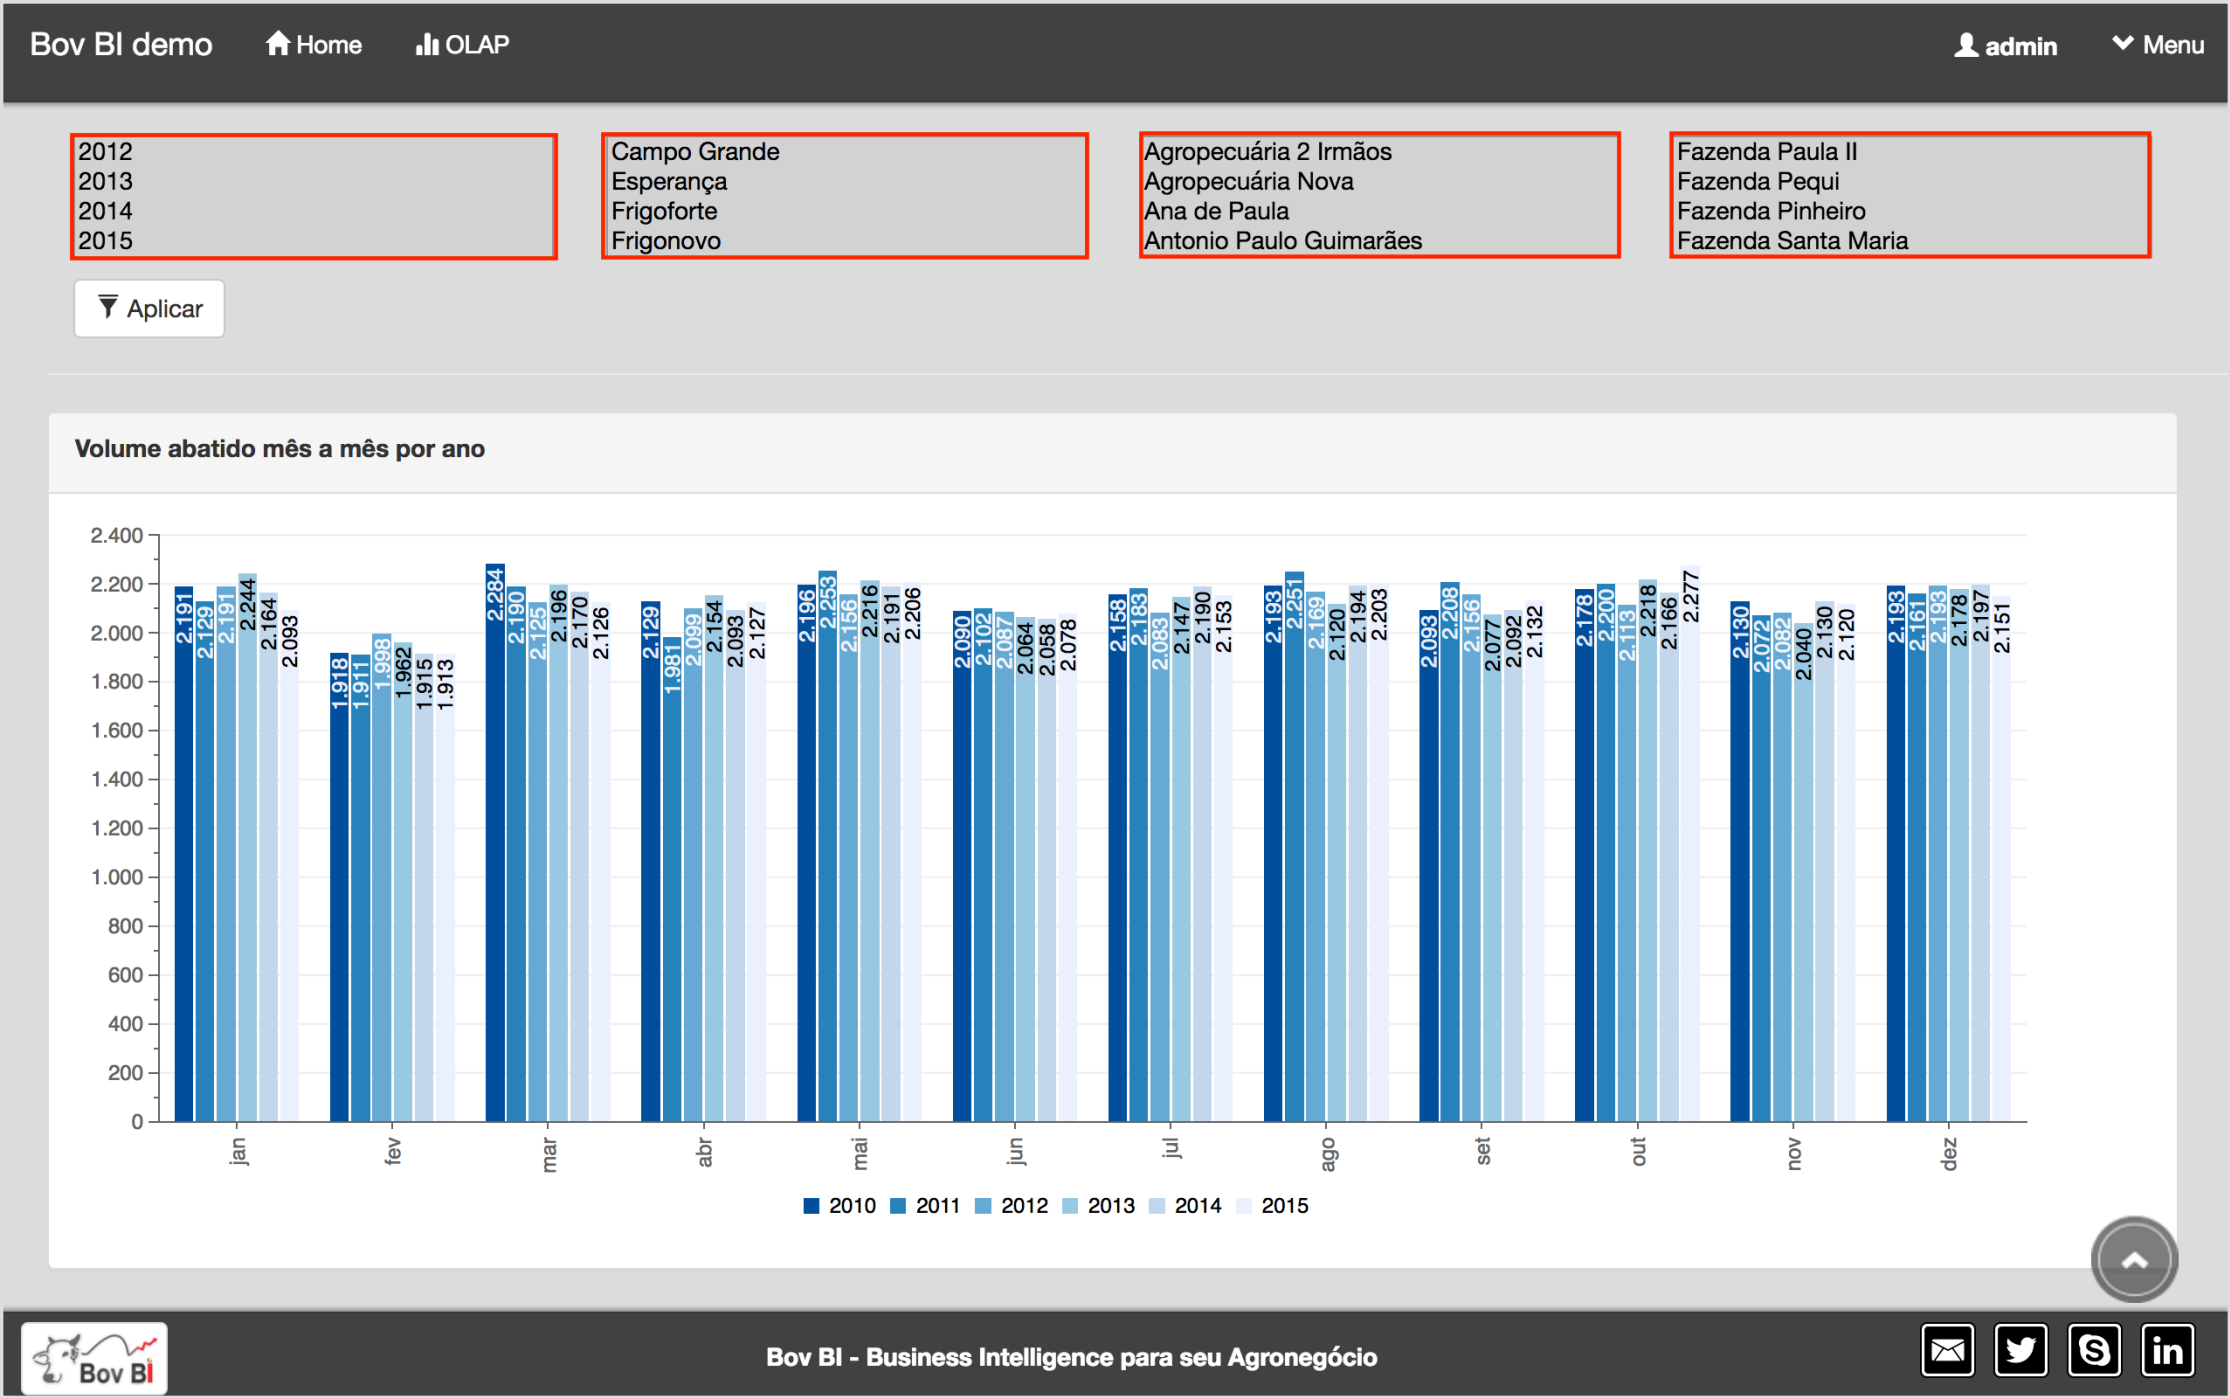 Bov BI demo Home OLAP admin Menu
2012
2013
2014
2015
Campo Grande
Esperança
Frigoforte
Frigonovo
Agropecuária 2 Irmãos
Agropecuária Nova
Ana de Paula
Antonio Paulo Guimarães
Fazenda Paula II
Fazenda Pequi
Fazenda Pinheiro
Fazenda Santa Maria
Aplicar
Volume abatido mês a mês por ano
2.400
2.200
2.000
1.800
1.600
1.400
1.200
1.000
800
600
400
200
0
2.191 2.129 2.191 2.244 2.164 2.093
1.918 1.911 1.998 1.962 1.915 1.913
2.284 2.190 2.125 2.196 2.170 2.126
2.129 1.981 2.099 2.154 2.093 2.127
2.196 2.253 2.156 2.216 2.191 2.206
2.090 2.102 2.087 2.064 2.058 2.078
2.158 2.183 2.083 2.147 2.190 2.153
2.193 2.251 2.169 2.120 2.194 2.203
2.093 2.208 2.156 2.077 2.092 2.132
2.178 2.200 2.113 2.218 2.166 2.277
2.130 2.072 2.082 2.040 2.130 2.120
2.193 2.161 2.193 2.178 2.197 2.151
jan fev mar abr mai jun jul ago set out nov dez
2010 2011 2012 2013 2014 2015
Bov BI
Bov BI - Business Intelligence para seu Agronegócio
in